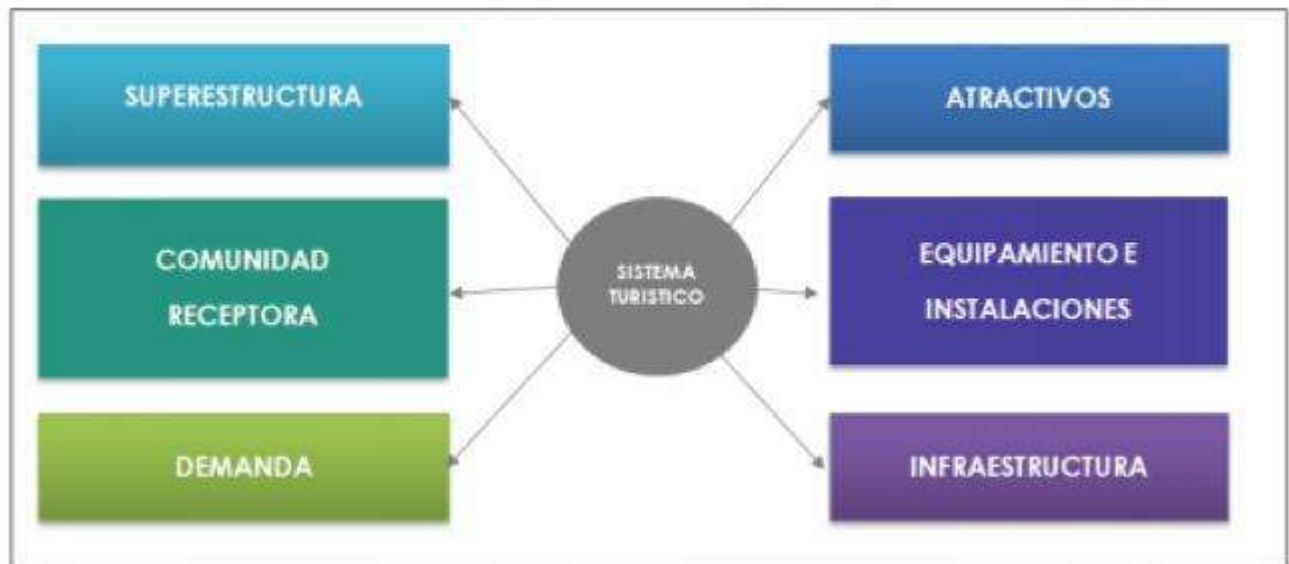 SUPERESTRUCTURA
COMUNIDAD
RECEPTORA
DEMANDA
SISTEMA
TURISTICO
ATRACTIVOS
EQUIPAMIENTO E
INSTALACIONES
INFRAESTRUCTURA